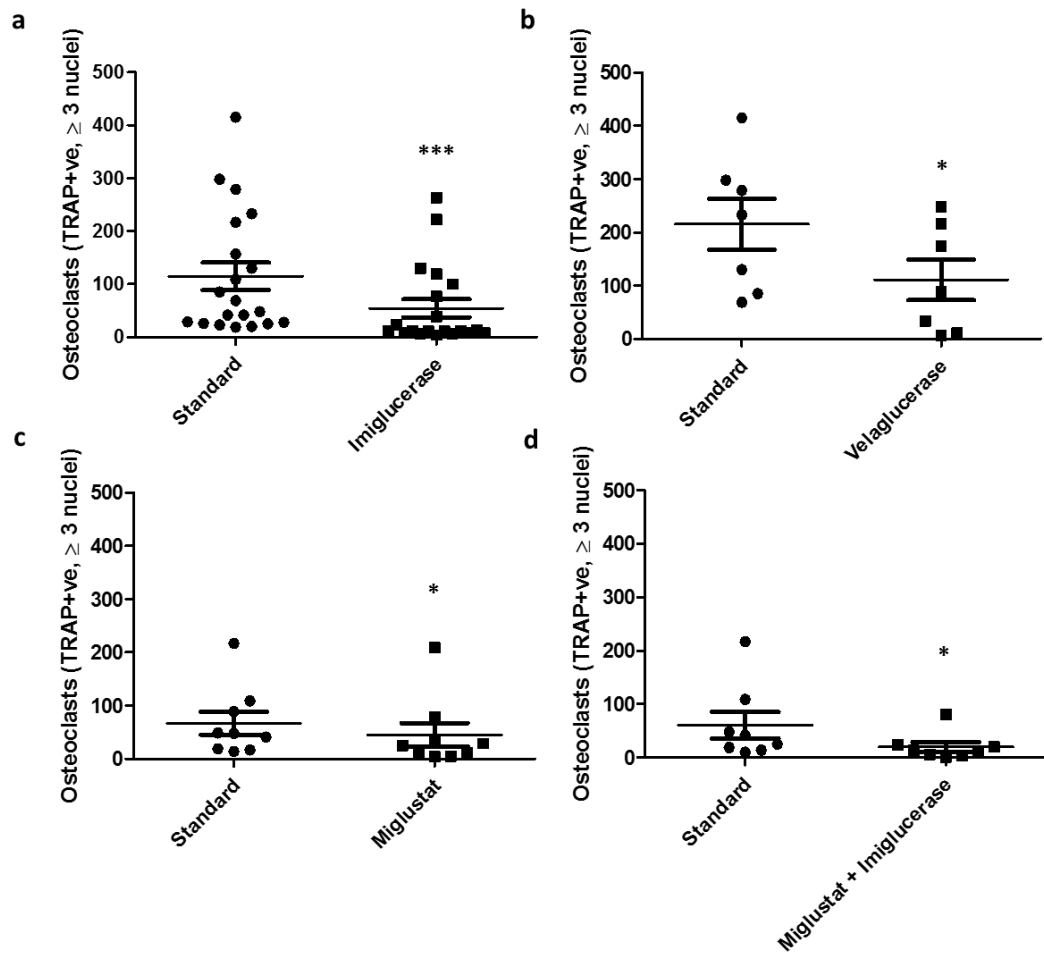 a
Osteoclasts (TRAP+ve, ≥ 3 nuclei)
500
400
300
200
100
0
***
Standard
Imiglucerase
b
Osteoclasts (TRAP+ve, ≥ 3 nuclei)
500
400
300
200
100
0
*
Standard
Velaglucerase
c
Osteoclasts (TRAP+ve, ≥ 3 nuclei)
500
400
300
200
100
0
*
Standard
Miglustat
d
Osteoclasts (TRAP+ve, ≥ 3 nuclei)
500
400
300
200
100
0
*
Standard
Miglustat + Imiglucerase